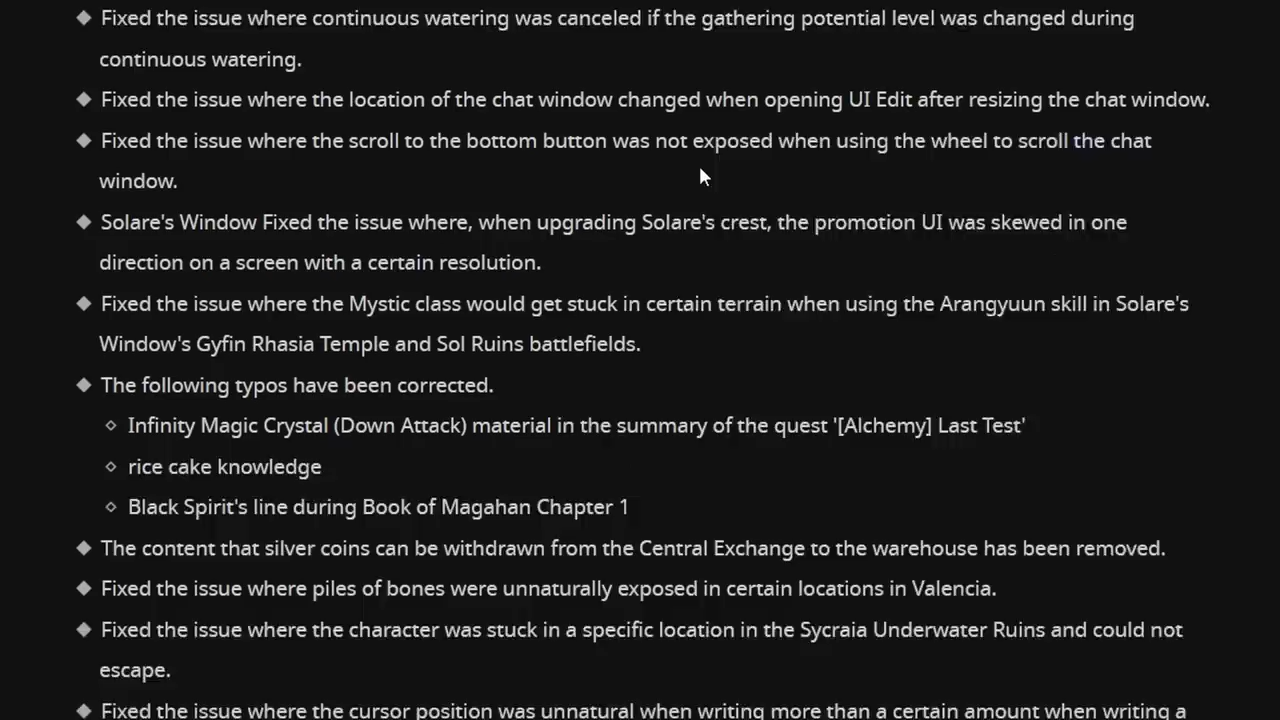 ◆ Fixed the issue where continuous watering was canceled if the gathering potential level was changed during
continuous watering.
◆ Fixed the issue where the location of the chat window changed when opening UI Edit after resizing the chat window.
◆ Fixed the issue where the scroll to the bottom button was not exposed when using the wheel to scroll the chat
window.
◆ Solare's Window Fixed the issue where, when upgrading Solare's crest, the promotion UI was skewed in one
direction on a screen with a certain resolution.
◆ Fixed the issue where the Mystic class would get stuck in certain terrain when using the Arangyuun skill in Solare's
Window's Gyfin Rhasia Temple and Sol Ruins battlefields.
◆ The following typos have been corrected.
◇ Infinity Magic Crystal (Down Attack) material in the summary of the quest '[Alchemy] Last Test'
◇ rice cake knowledge
◇ Black Spirit's line during Book of Magahan Chapter 1
◆ The content that silver coins can be withdrawn from the Central Exchange to the warehouse has been removed.
◆ Fixed the issue where piles of bones were unnaturally exposed in certain locations in Valencia.
◆ Fixed the issue where the character was stuck in a specific location in the Sycraia Underwater Ruins and could not
escape.
◆ Fixed the issue where the cursor position was unnatural when writing more than a certain amount when writing a